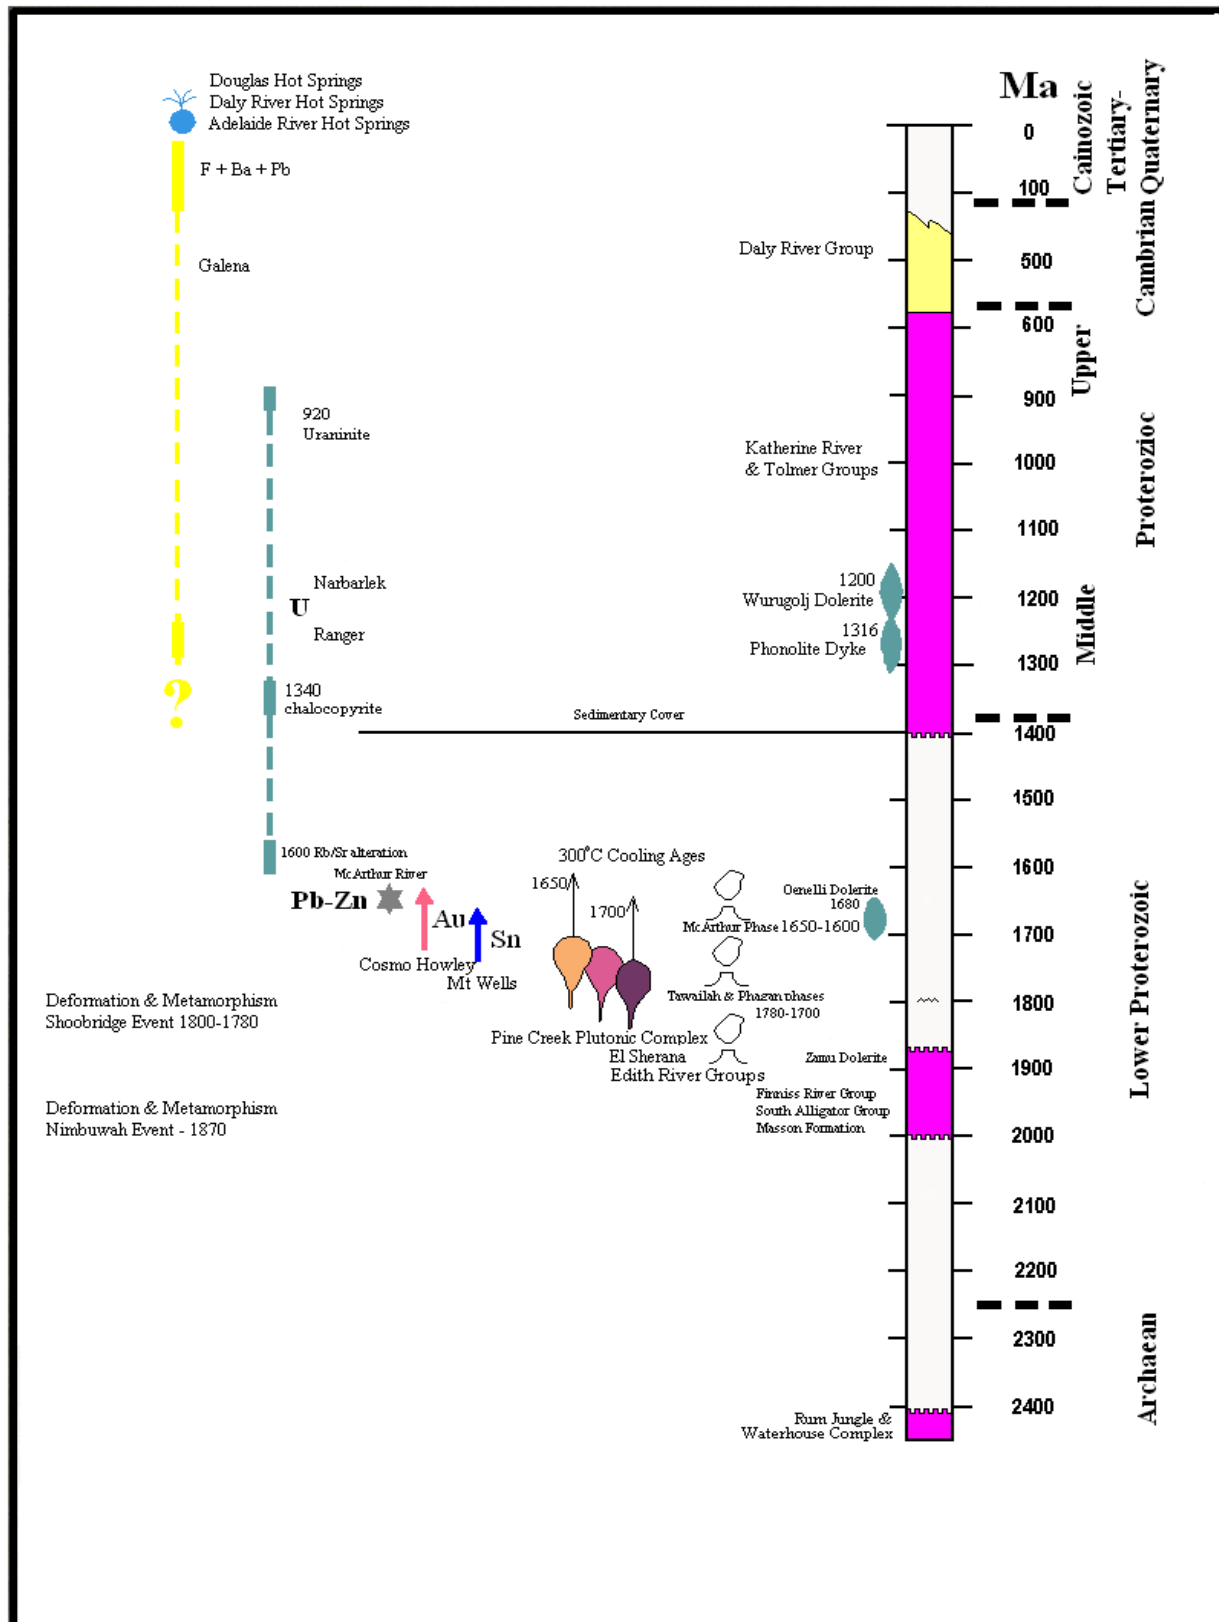 Douglas Hot Springs
Daly River Hot Springs
Adelaide River Hot Springs
F + Ba + Pb
Galena
920
Uraninite
Narbarlek
U
Ranger
1340
chalocopyrite
?
1600 Rb/Sr alteration
McArthur River
Pb-Zn
Au
Sn
Cosmo Howley
Mt Wells
Deformation & Metamorphism
Shoobridge Event 1800-1780
Deformation & Metamorphism
Nimbuwah Event - 1870
Sedimentary Cover
300°C Cooling Ages
1650
1700
Pine Creek Plutonic Complex
El Sherana
Edith River Groups
McArthur Phase 1650-1600
Tawallah & Phagan phases
1780-1700
Daly River Group
Katherine River
& Tolmer Groups
1200
Wurugolj Dolerite
1316
Phonolite Dyke
Oenelli Dolerite
1680
Zamu Dolerite
Finniss River Group
South Alligator Group
Masson Formation
Rum Jungle &
Waterhouse Complex
Ma
0
100
500
600
900
1000
1100
1200
1300
1400
1500
1600
1700
1800
1900
2000
2100
2200
2300
2400
Cainozoic
Tertiary-
Quaternary
Cambrian
Upper
Middle
Proterozioc
Lower Proterozoic
Archaean